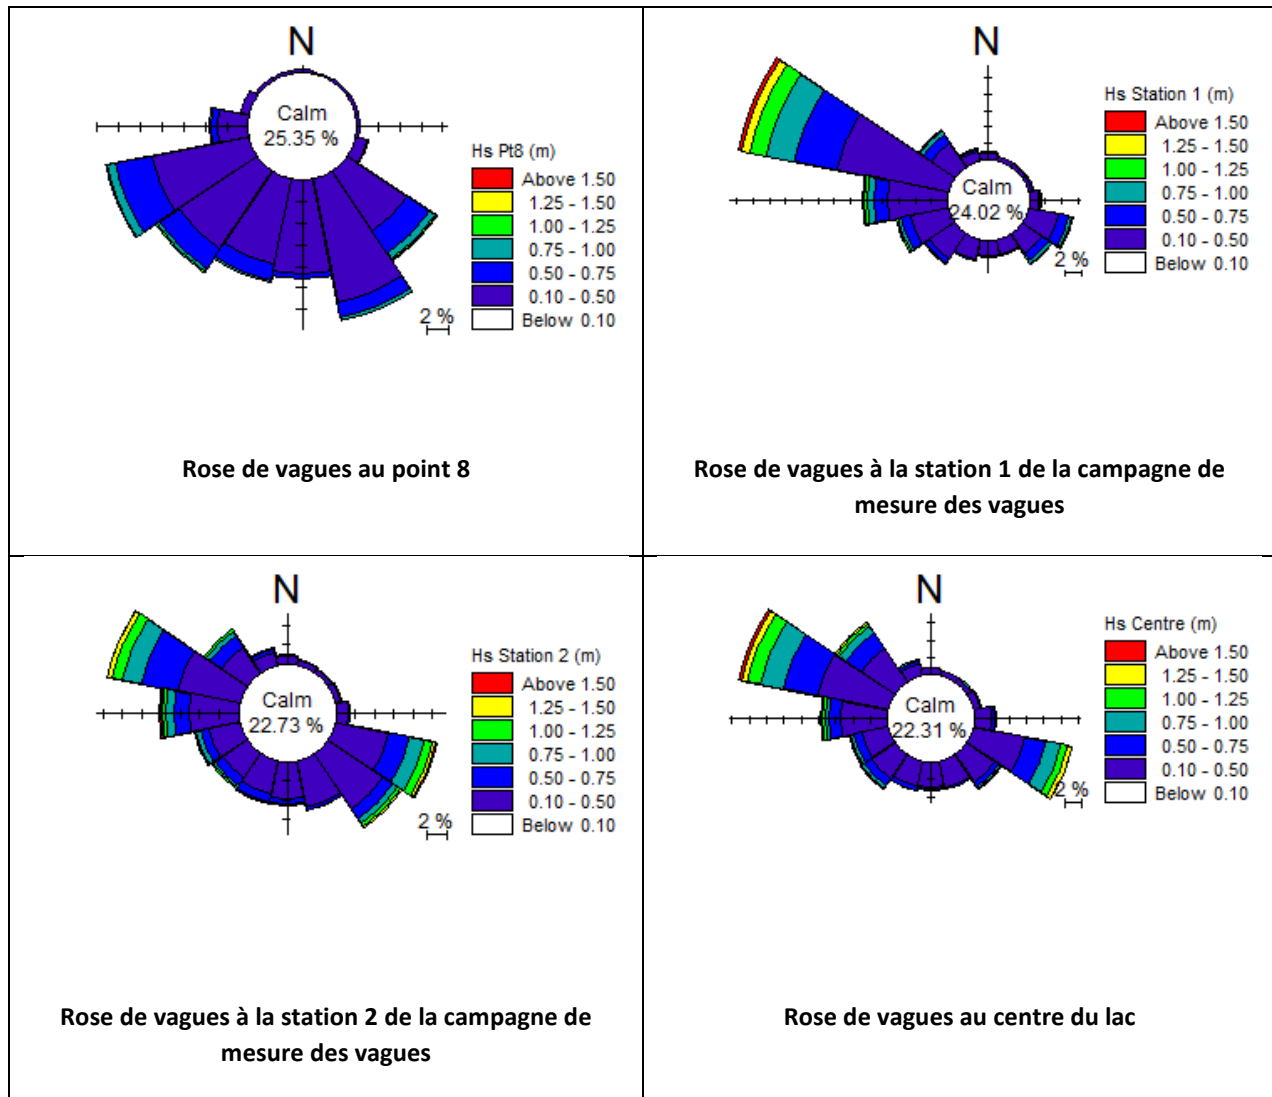 N
Calm
25.35 %
2 %
Hs Pt8 (m)
Above 1.50
1.25 - 1.50
1.00 - 1.25
0.75 - 1.00
0.50 - 0.75
0.10 - 0.50
Below 0.10
Rose de vagues au point 8
N
Calm
24.02 %
2 %
Hs Station 1 (m)
Above 1.50
1.25 - 1.50
1.00 - 1.25
0.75 - 1.00
0.50 - 0.75
0.10 - 0.50
Below 0.10
Rose de vagues à la station 1 de la campagne de
mesure des vagues
N
Calm
22.73 %
2 %
Hs Station 2 (m)
Above 1.50
1.25 - 1.50
1.00 - 1.25
0.75 - 1.00
0.50 - 0.75
0.10 - 0.50
Below 0.10
Rose de vagues à la station 2 de la campagne de
mesure des vagues
N
Calm
22.31 %
2 %
Hs Centre (m)
Above 1.50
1.25 - 1.50
1.00 - 1.25
0.75 - 1.00
0.50 - 0.75
0.10 - 0.50
Below 0.10
Rose de vagues au centre du lac